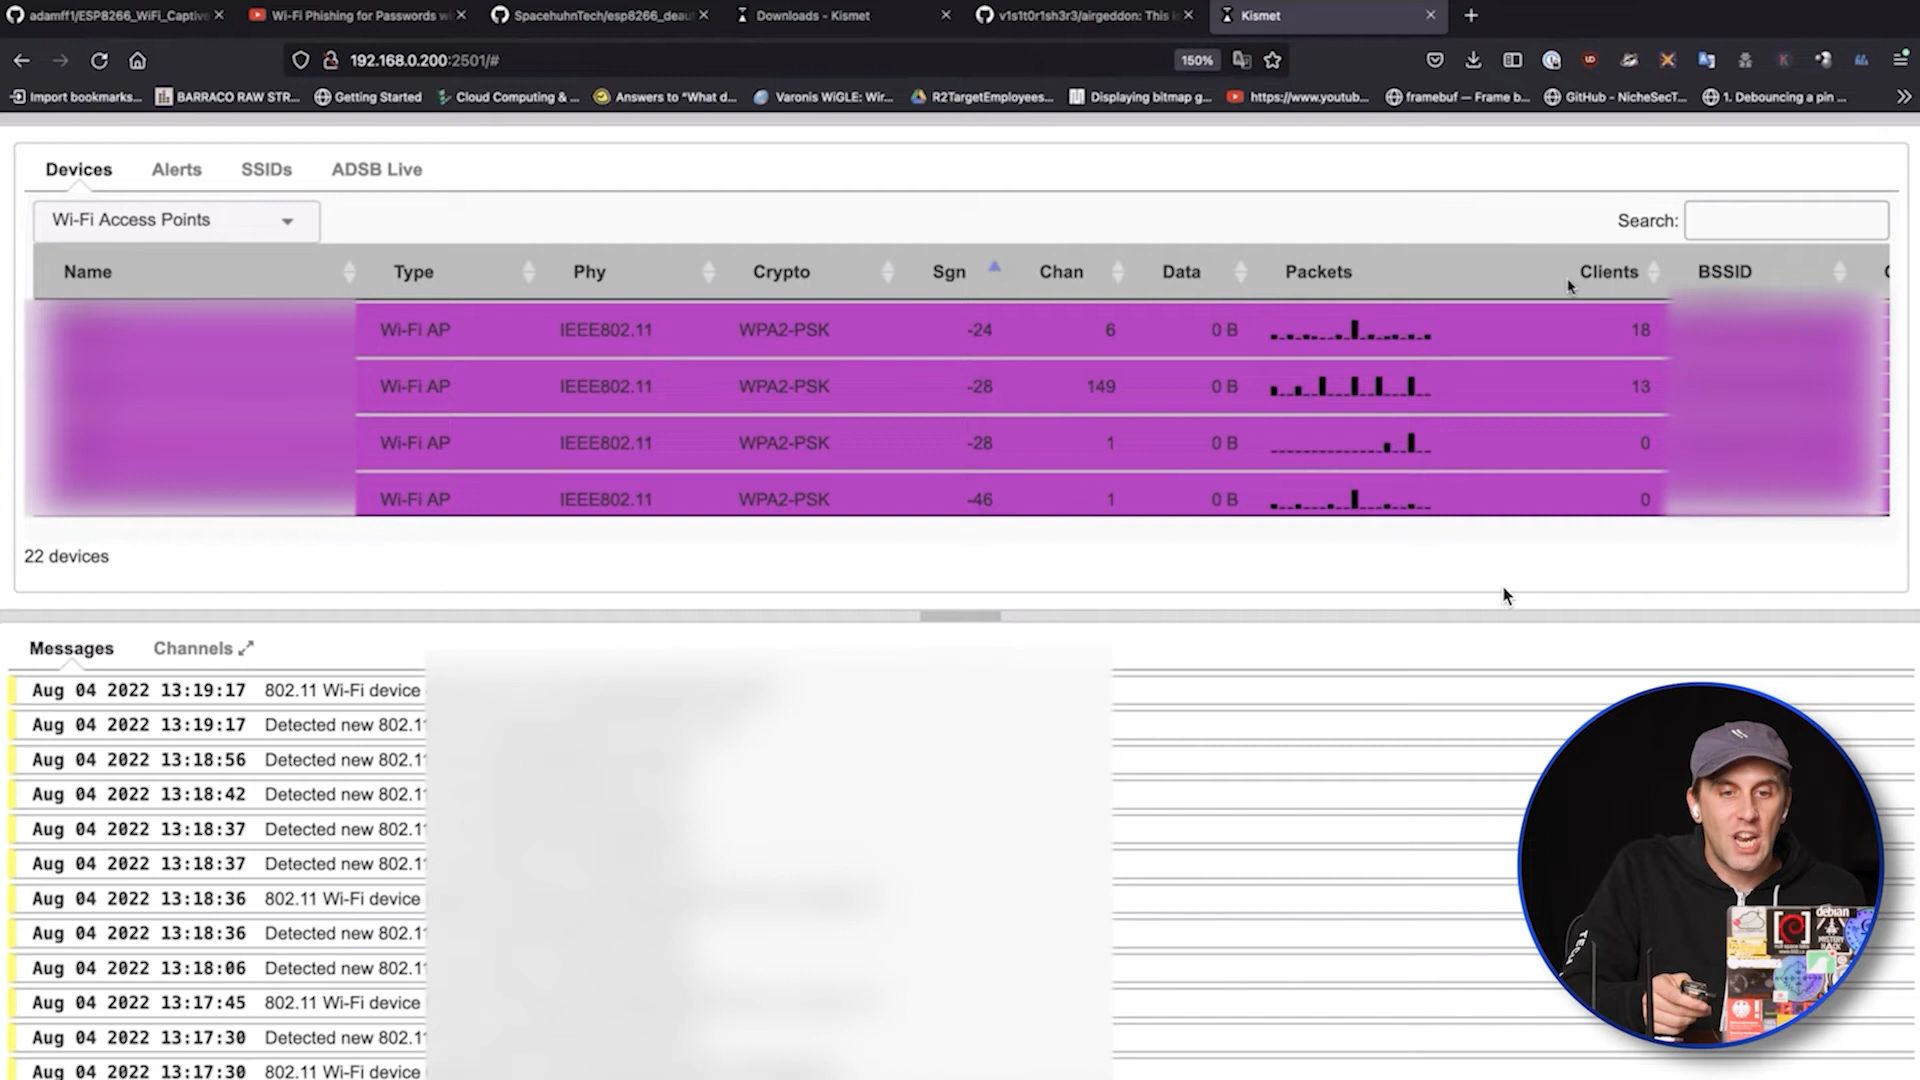 adamff1/ESP8266_WiFi_Captive
Wi-Fi Phishing for Passwords wi
SpacehuhnTech/esp8266_deau
Downloads - Kismet
v1s1t0r1sh3r3/airgeddon: This i
Kismet
192.168.0.200:2501/#
150%
Import bookmarks...
BARRACO RAW STR...
Getting Started
Cloud Computing & ...
Answers to "What d...
Varonis WiGLE: Wir...
R2TargetEmployees...
Displaying bitmap g...
https://www.youtub...
framebuf — Frame b...
GitHub - NicheSecT...
1. Debouncing a pin ...
Devices Alerts SSIDs ADSB Live
Wi-Fi Access Points
Search:
Name Type Phy Crypto Sgn Chan Data Packets Clients BSSID
Wi-Fi AP IEEE802.11 WPA2-PSK -24 6 0 B 18
Wi-Fi AP IEEE802.11 WPA2-PSK -28 149 0 B 13
Wi-Fi AP IEEE802.11 WPA2-PSK -28 1 0 B 0
Wi-Fi AP IEEE802.11 WPA2-PSK -46 1 0 B 0
22 devices
Messages Channels
Aug 04 2022 13:19:17 802.11 Wi-Fi device
Aug 04 2022 13:19:17 Detected new 802.11
Aug 04 2022 13:18:56 Detected new 802.11
Aug 04 2022 13:18:42 Detected new 802.11
Aug 04 2022 13:18:37 Detected new 802.11
Aug 04 2022 13:18:37 Detected new 802.11
Aug 04 2022 13:18:36 802.11 Wi-Fi device
Aug 04 2022 13:18:36 Detected new 802.11
Aug 04 2022 13:18:06 Detected new 802.11
Aug 04 2022 13:17:45 802.11 Wi-Fi device
Aug 04 2022 13:17:30 Detected new 802.11
Aug 04 2022 13:17:30 802.11 Wi-Fi device
debian
MYSTERY
HACK